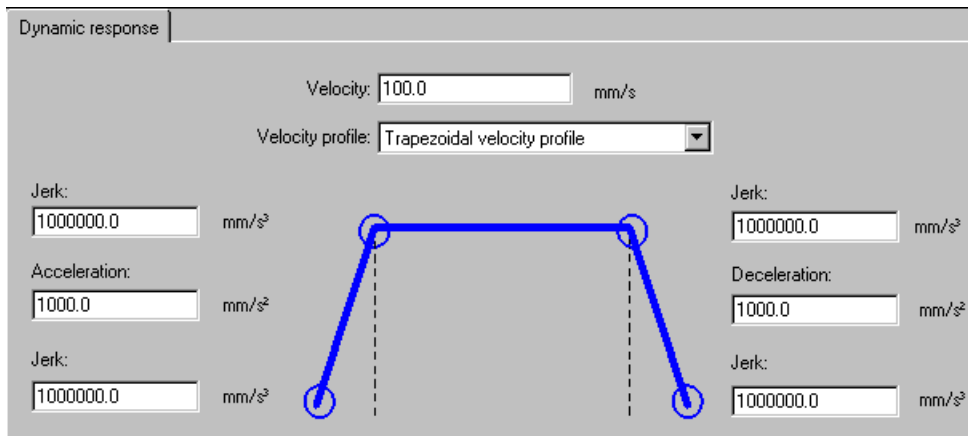 Dynamic response
Velocity: 100.0 mm/s
Velocity profile: Trapezoidal velocity profile
Jerk:
1000000.0 mm/s³
Acceleration:
1000.0 mm/s²
Jerk:
1000000.0 mm/s³
Jerk:
1000000.0 mm/s³
Deceleration:
1000.0 mm/s²
Jerk:
1000000.0 mm/s³